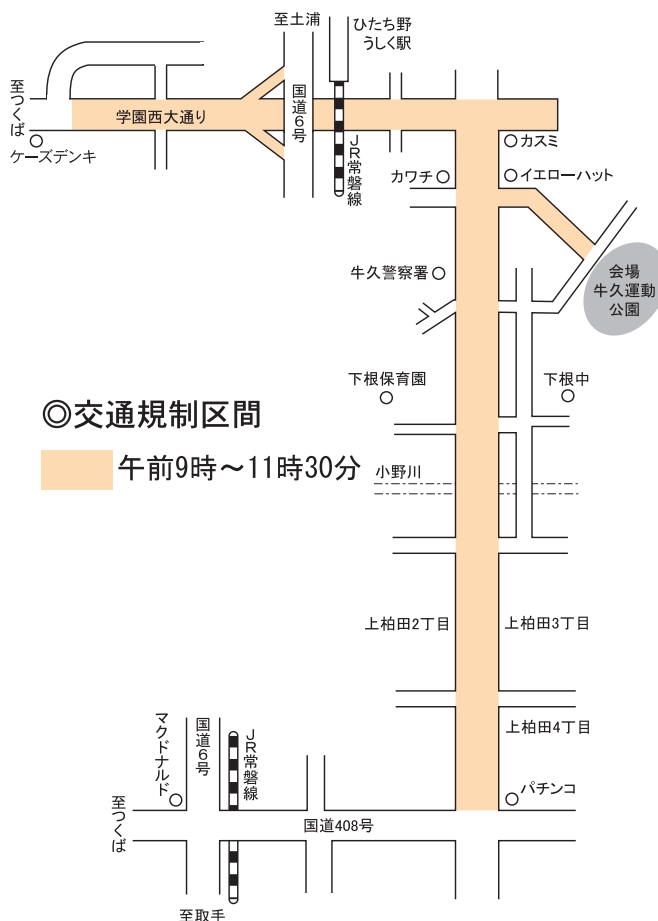 至土浦
ひたち野
うしく駅
至つくば
学園西大通り
国道6号
JR常磐線
ケーズデンキ
カスミ
カワチ
イエローハット
牛久警察署
会場
牛久運動
公園
下根保育園
下根中
◎交通規制区間
午前9時～11時30分
小野川
上柏田2丁目
上柏田3丁目
上柏田4丁目
マクドナルド
国道6号
JR常磐線
パチンコ
至つくば
国道408号
至取手